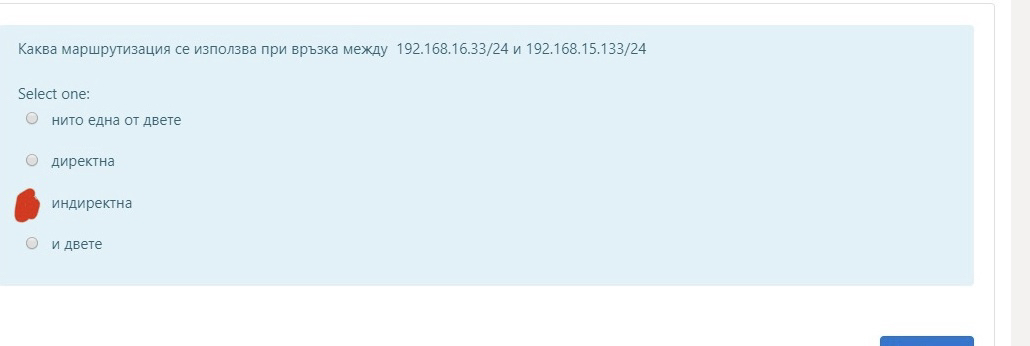 Каква маршрутизация се използва при връзка между 192.168.16.33/24 и 192.168.15.133/24
Select one:
нито една от двете
директна
индиректна
и двете